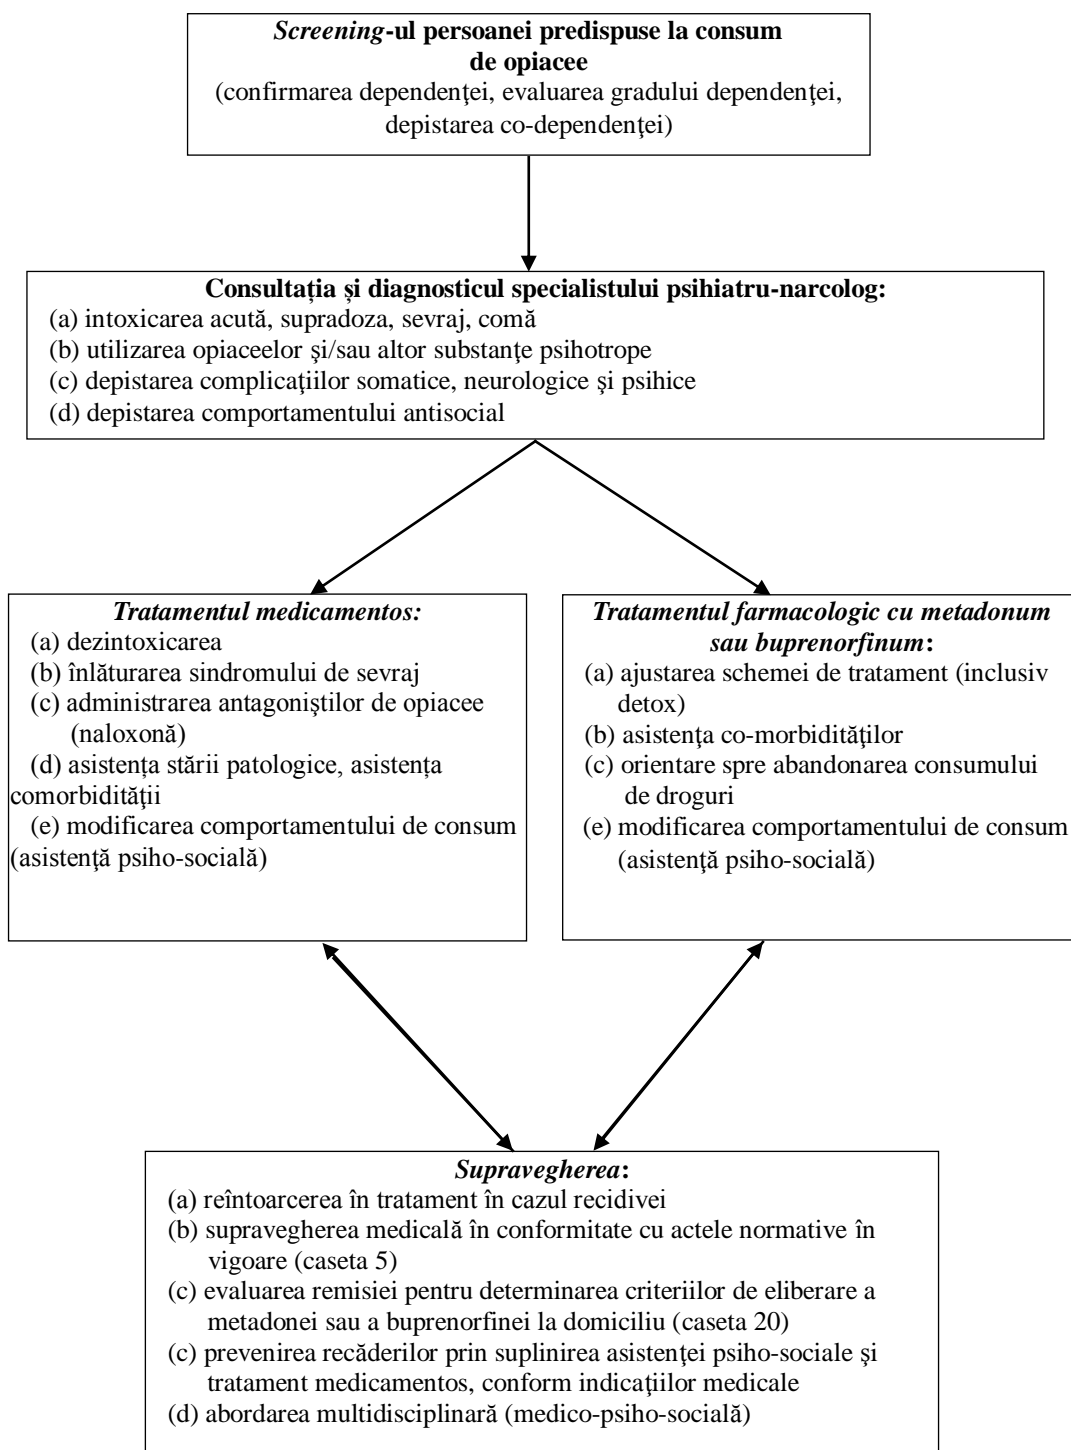 Screening-ul persoanei predispuse la consum
de opiacee
(confirmarea dependenţei, evaluarea gradului dependenţei,
depistarea co-dependenţei)
Consultația și diagnosticul specialistului psihiatru-narcolog:
(a) intoxicarea acută, supradoza, sevraj, comă
(b) utilizarea opiaceelor şi/sau altor substanţe psihotrope
(c) depistarea complicaţiilor somatice, neurologice şi psihice
(d) depistarea comportamentului antisocial
Tratamentul medicamentos:
(a) dezintoxicarea
(b) înlăturarea sindromului de sevraj
(c) administrarea antagoniştilor de opiacee
(naloxonă)
(d) asistența stării patologice, asistența
comorbidităţii
(e) modificarea comportamentului de consum
(asistenţă psiho-socială)
Tratamentul farmacologic cu metadonum
sau buprenorfinum:
(a) ajustarea schemei de tratament (inclusiv
detox)
(b) asistența co-morbidităţilor
(c) orientare spre abandonarea consumului
de droguri
(e) modificarea comportamentului de consum
(asistenţă psiho-socială)
Supravegherea:
(a) reîntoarcerea în tratament în cazul recidivei
(b) supravegherea medicală în conformitate cu actele normative în
vigoare (caseta 5)
(c) evaluarea remisiei pentru determinarea criteriilor de eliberare a
metadonei sau a buprenorfinei la domiciliu (caseta 20)
(c) prevenirea recăderilor prin suplinirea asistenţei psiho-sociale şi
tratament medicamentos, conform indicaţiilor medicale
(d) abordarea multidisciplinară (medico-psiho-socială)